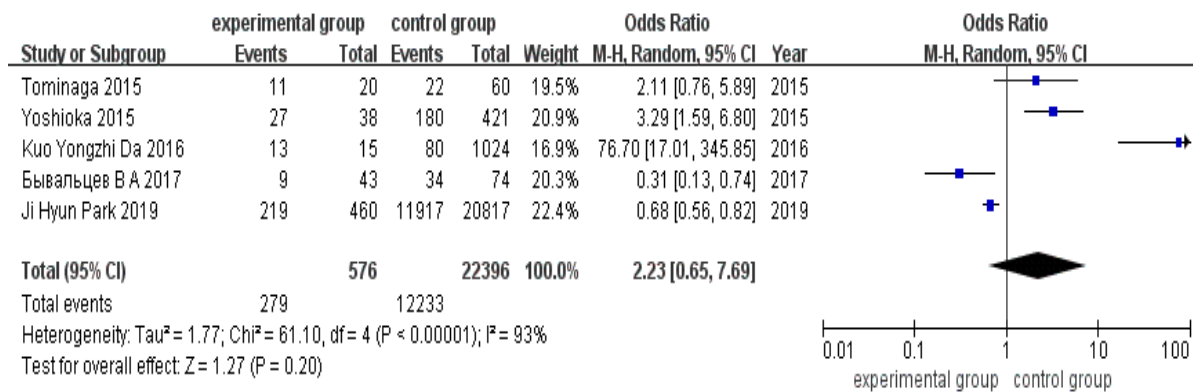 experimental group control group Odds Ratio Odds Ratio
Study or Subgroup Events Total Events Total Weight M-H, Random, 95% CI Year M-H, Random, 95% CI
Tominaga 2015 11 20 22 60 19.5% 2.11 [0.76, 5.89] 2015
Yoshioka 2015 27 38 180 421 20.9% 3.29 [1.59, 6.80] 2015
Kuo Yongzhi Da 2016 13 15 80 1024 16.9% 76.70 [17.01, 345.85] 2016
Бывальцев В А 2017 9 43 34 74 20.3% 0.31 [0.13, 0.74] 2017
Ji Hyun Park 2019 219 460 11917 20817 22.4% 0.68 [0.56, 0.82] 2019
Total (95% CI) 576 22396 100.0% 2.23 [0.65, 7.69]
Total events 279 12233
Heterogeneity: Tau² = 1.77; Chi² = 61.10, df = 4 (P < 0.00001); I² = 93%
Test for overall effect: Z = 1.27 (P = 0.20)
0.01 0.1 1 10 100
experimental group control group